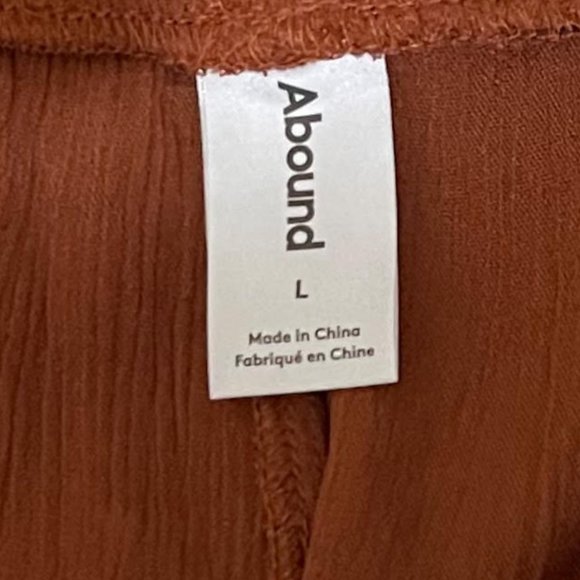 Abound
L
Made in China
Fabriqué en Chine